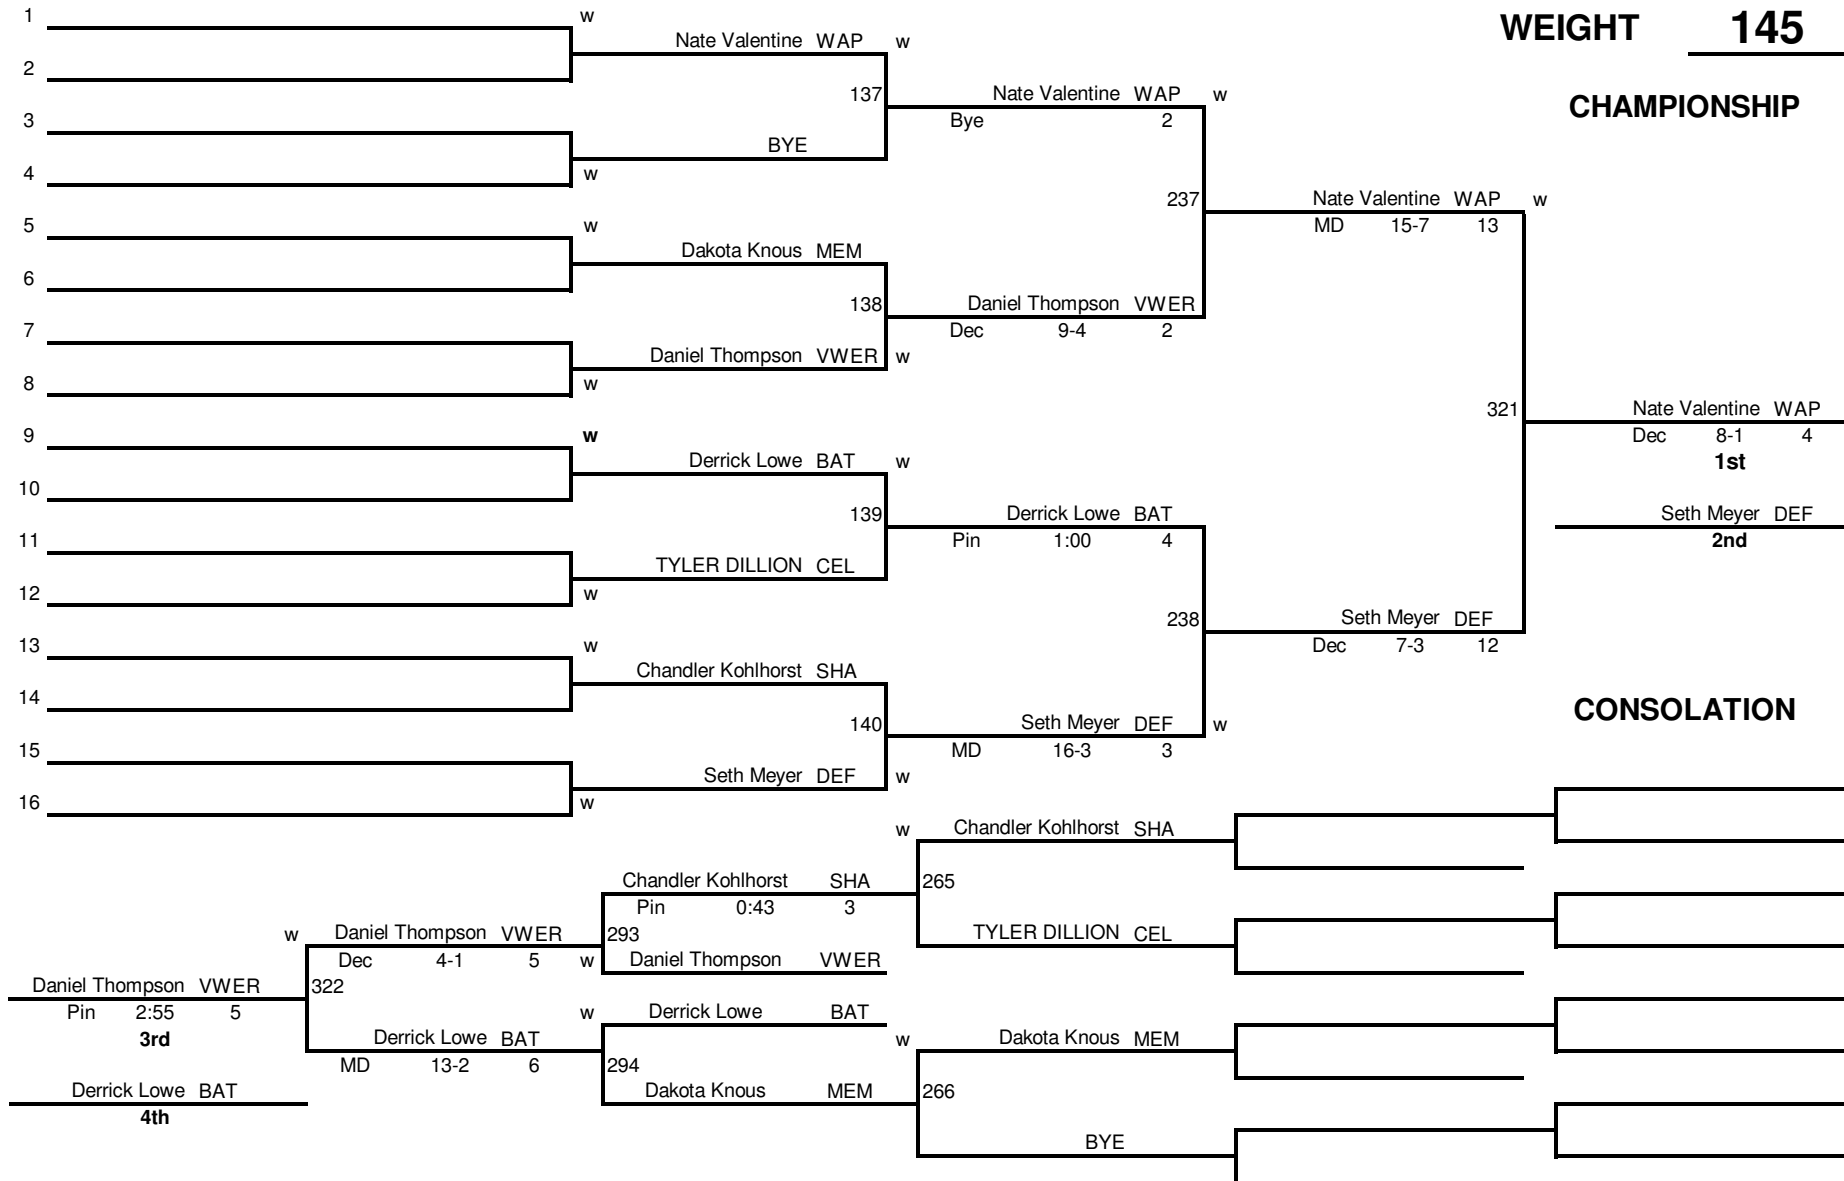 1 w
Nate Valentine WAP w
WEIGHT 145
2
137
Nate Valentine WAP w
CHAMPIONSHIP
3
Bye 2
BYE
4 w
237
Nate Valentine WAP w
5 w
MD 15-7 13
Dakota Knous MEM
6
138
Daniel Thompson VWER
7
Dec 9-4 2
Daniel Thompson VWER w
8 w
321
Nate Valentine WAP
9 w
Dec 8-1 4
Derrick Lowe BAT w
1st
10
139
Derrick Lowe BAT
Seth Meyer DEF
11
Pin 1:00 4
2nd
TYLER DILLION CEL
12 w
238
Seth Meyer DEF
13 w
Dec 7-3 12
Chandler Kohlhorst SHA
14
CONSOLATION
140
Seth Meyer DEF w
15
MD 16-3 3
Seth Meyer DEF w
16 w
w Chandler Kohlhorst SHA
Chandler Kohlhorst SHA
265
Pin 0:43 3
w Daniel Thompson VWER
293
TYLER DILLION CEL
Dec 4-1 5
w Daniel Thompson VWER
Daniel Thompson VWER
322
Pin 2:55 5
w Derrick Lowe BAT
3rd
Derrick Lowe BAT
w Dakota Knous MEM
MD 13-2 6
294
Derrick Lowe BAT
Dakota Knous MEM
266
4th
BYE